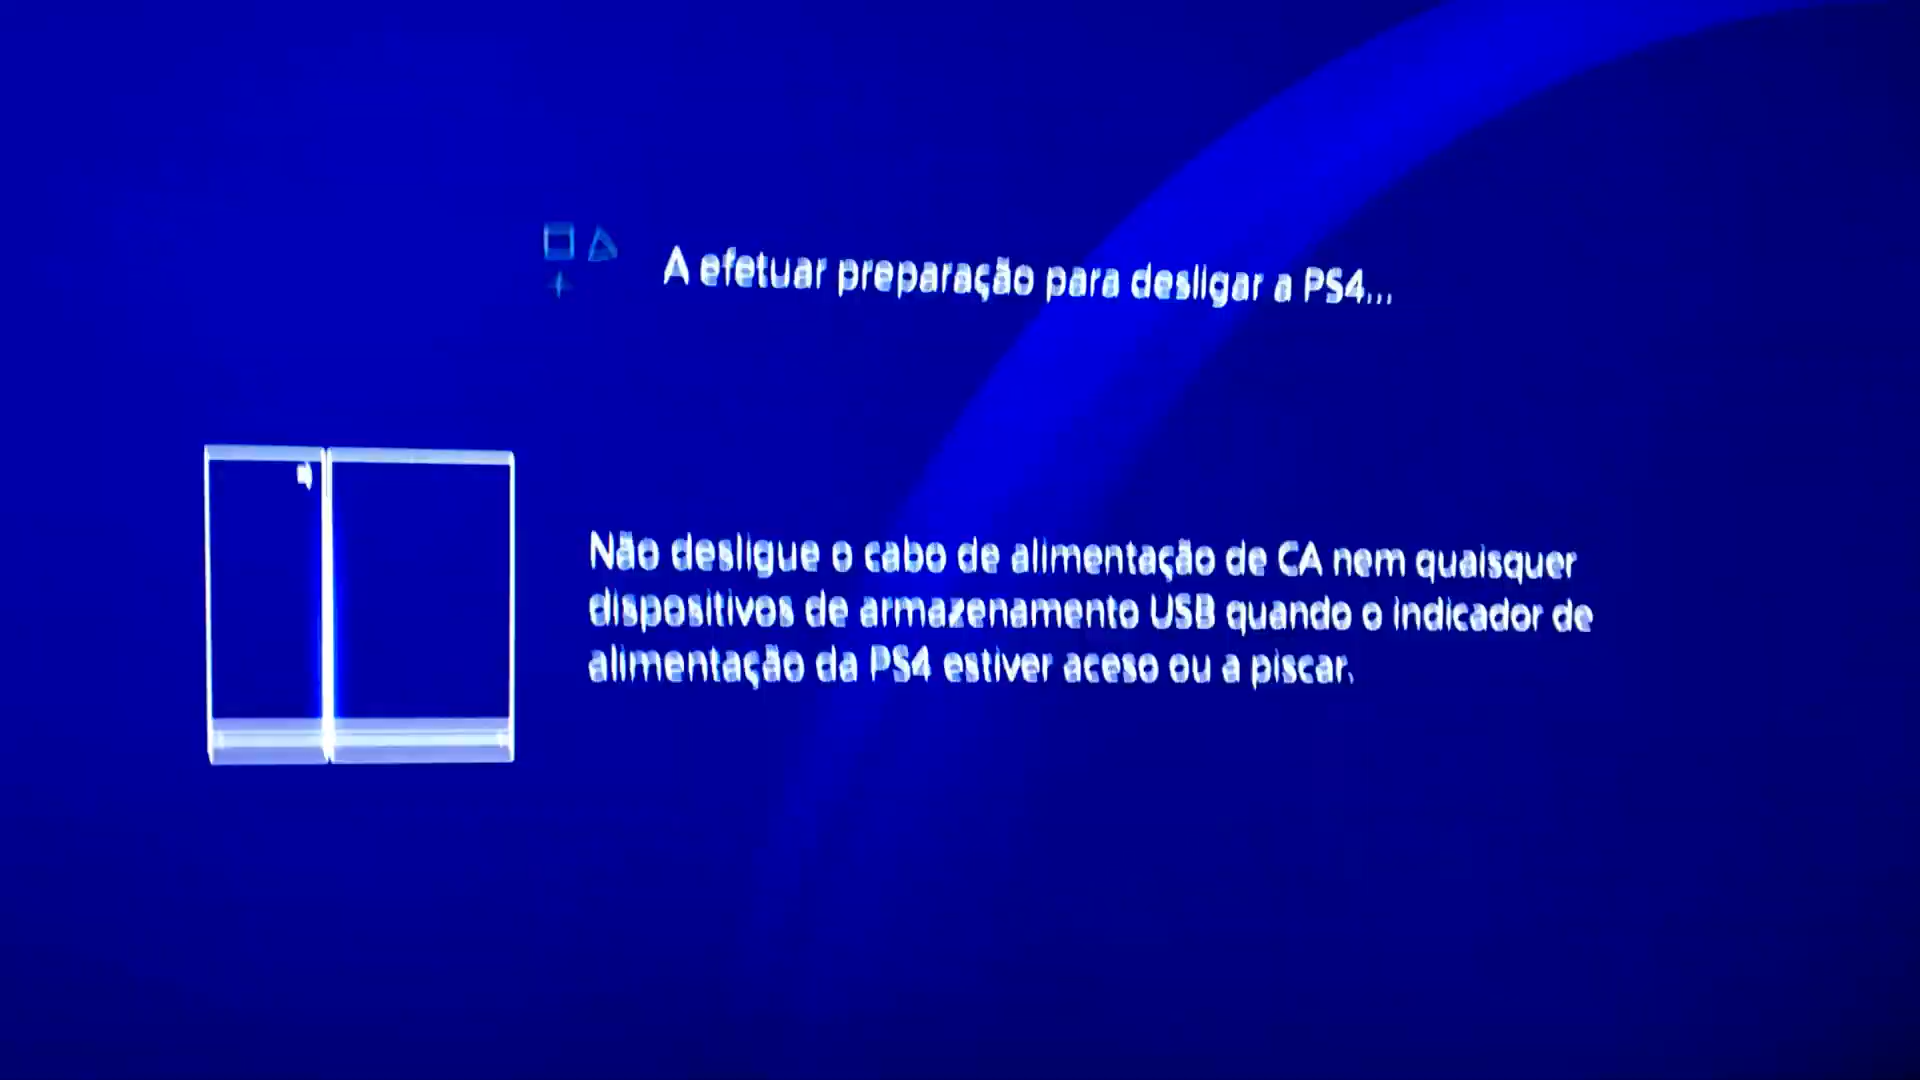 A efetuar preparação para desligar a PS4...
Não desligue o cabo de alimentação de CA nem quaisquer
dispositivos de armazenamento USB quando o indicador de
alimentação da PS4 estiver aceso ou a piscar.